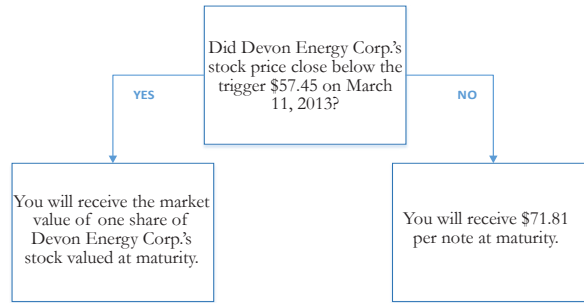 Did Devon Energy Corp.'s
stock price close below the
trigger $57.45 on March
11, 2013?
YES
NO
You will receive the market
value of one share of
Devon Energy Corp.'s
stock valued at maturity.
You will receive $71.81
per note at maturity.